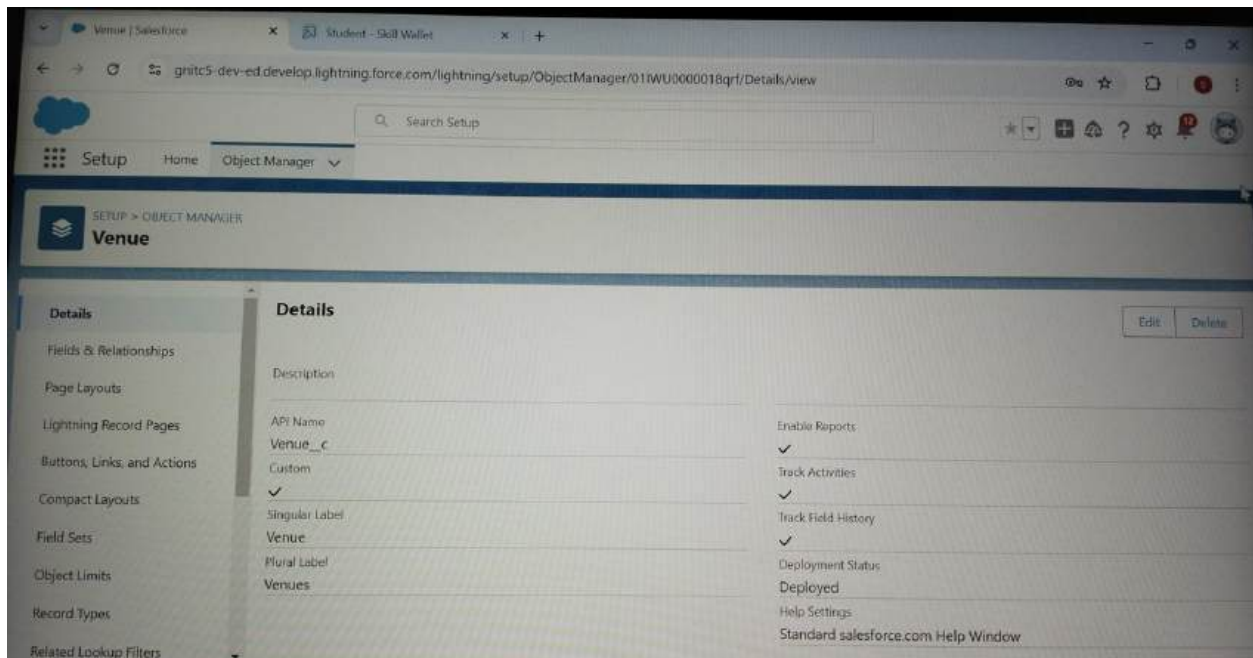 Venue | Salesforce
Student - Skill Wallet
gnitc5-dev-ed.develop.lightning.force.com/lightning/setup/ObjectManager/01IWU0000018qrf/Details/view
Search Setup
12
Setup Home Object Manager
SETUP > OBJECT MANAGER
Venue
Details
Fields & Relationships
Page Layouts
Lightning Record Pages
Buttons, Links, and Actions
Compact Layouts
Field Sets
Object Limits
Record Types
Related Lookup Filters
Details
Edit Delete
Description
API Name
Venue__c
Custom
Singular Label
Venue
Plural Label
Venues
Enable Reports
Track Activities
Track Field History
Deployment Status
Deployed
Help Settings
Standard salesforce.com Help Window